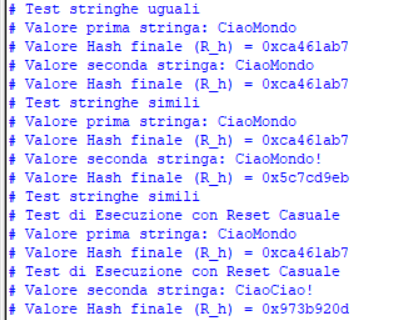 # Test stringhe uguali
# Valore prima stringa: CiaoMondo
# Valore Hash finale (R_h) = 0xca461ab7
# Valore seconda stringa: CiaoMondo
# Valore Hash finale (R_h) = 0xca461ab7
# Test stringhe simili
# Valore prima stringa: CiaoMondo
# Valore Hash finale (R_h) = 0xca461ab7
# Valore seconda stringa: CiaoMondo!
# Valore Hash finale (R_h) = 0x5c7cd9eb
# Test stringhe simili
# Test di Esecuzione con Reset Casuale
# Valore prima stringa: CiaoMondo
# Valore Hash finale (R_h) = 0xca461ab7
# Test di Esecuzione con Reset Casuale
# Valore seconda stringa: CiaoCiao!
# Valore Hash finale (R_h) = 0x973b920d